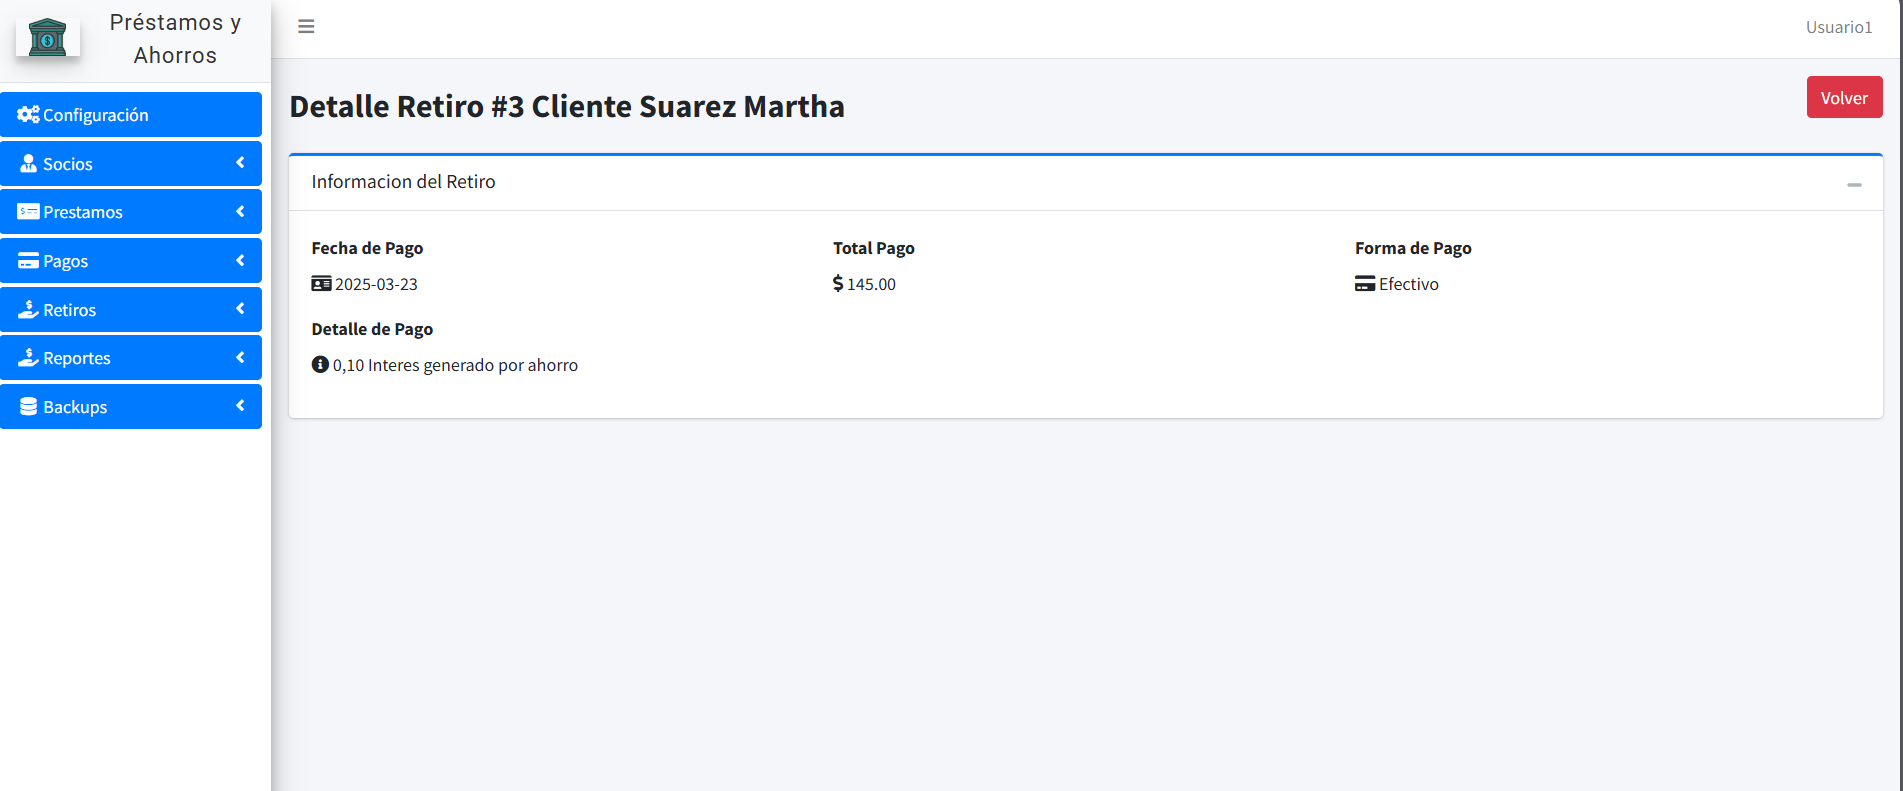 Préstamos y
Ahorros
Usuario1
Configuración
Socios
Prestamos
Pagos
Retiros
Reportes
Backups
Detalle Retiro #3 Cliente Suarez Martha
Volver
Informacion del Retiro
Fecha de Pago
2025-03-23
Total Pago
$ 145.00
Forma de Pago
Efectivo
Detalle de Pago
0,10 Interes generado por ahorro